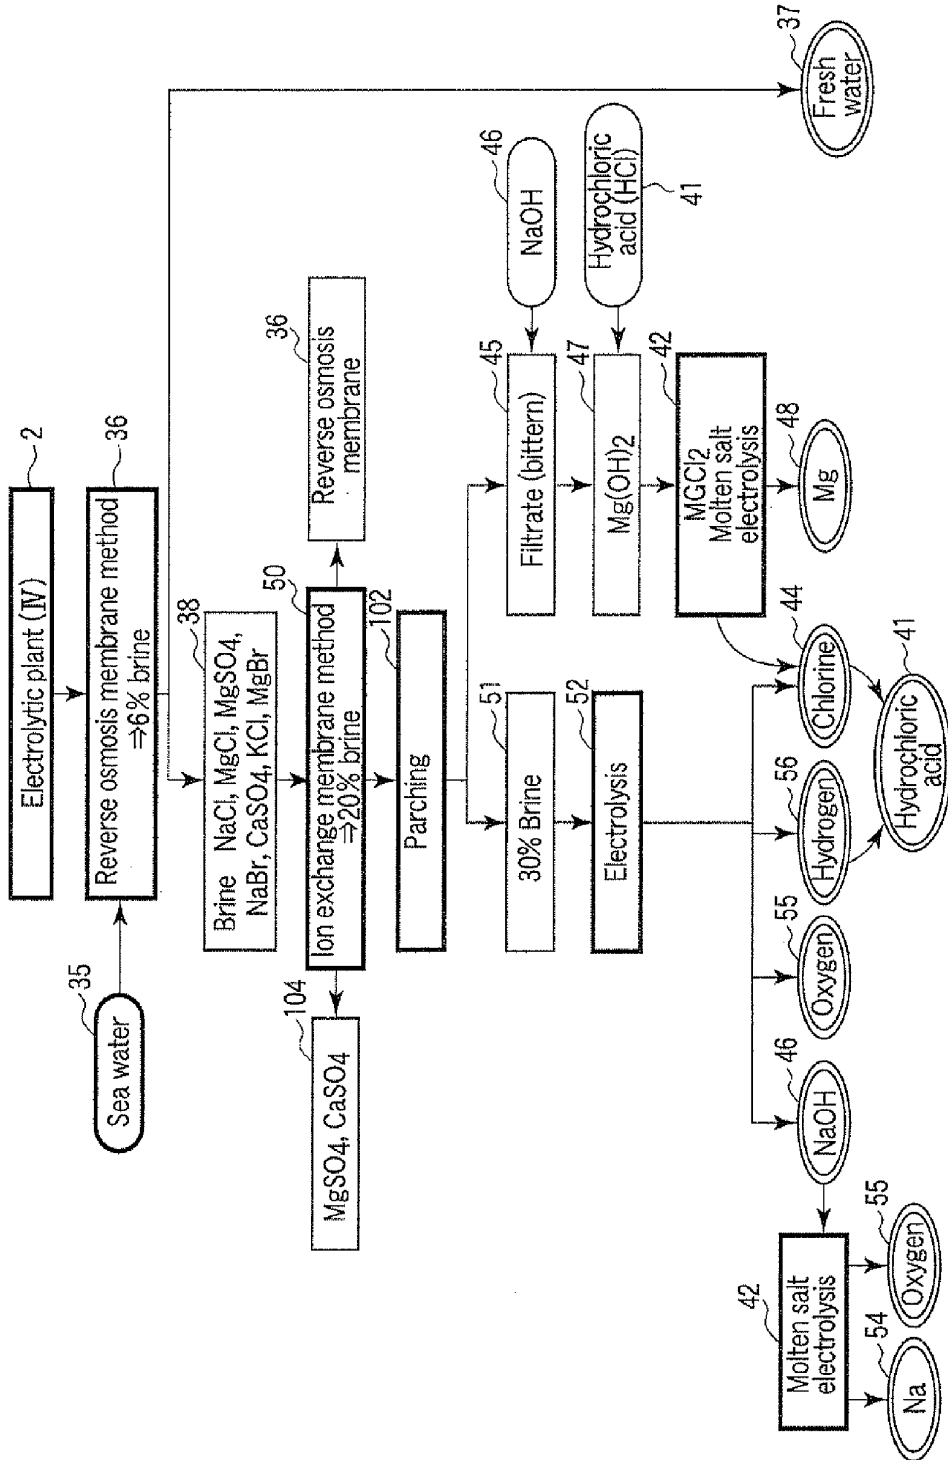 Electrolytic plant (Ⅳ)
2
35
Sea water
Reverse osmosis membrane method
⇒6% brine
36
37
Fresh
water
38
Brine NaCl, MgCl, MgSO4,
NaBr, CaSO4, KCl, MgBr
104
MgSO4, CaSO4
50
Ion exchange membrane method
⇒20% brine
36
Reverse osmosis
membrane
102
Parching
51
30% Brine
45
Filtrate (bittern)
46
NaOH
52
Electrolysis
47
Mg(OH)2
Hydrochloric
acid (HCl)
41
42
MGCl2
Molten salt
electrolysis
46
NaOH
55
Oxygen
56
Hydrogen
44
Chlorine
48
Mg
42
Molten salt
electrolysis
41
Hydrochloric
acid
54
Na
55
Oxygen